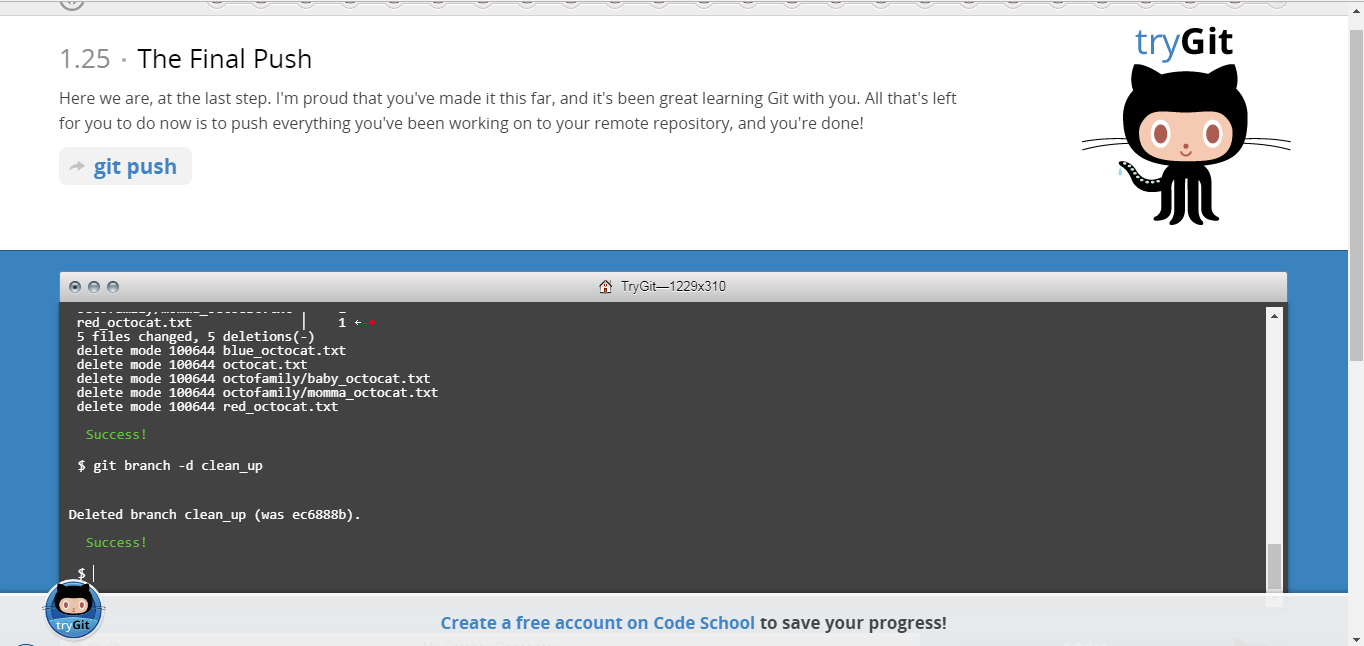 tryGit
1.25 · The Final Push
Here we are, at the last step. I'm proud that you've made it this far, and it's been great learning Git with you. All that's left
for you to do now is to push everything you've been working on to your remote repository, and you're done!
git push
TryGit—1229x310
red_octocat.txt | 1 ←
5 files changed, 5 deletions(-)
delete mode 100644 blue_octocat.txt
delete mode 100644 octocat.txt
delete mode 100644 octofamily/baby_octocat.txt
delete mode 100644 octofamily/momma_octocat.txt
delete mode 100644 red_octocat.txt
Success!
$ git branch -d clean_up
Deleted branch clean_up (was ec6888b).
Success!
$
tryGit
Create a free account on Code School to save your progress!